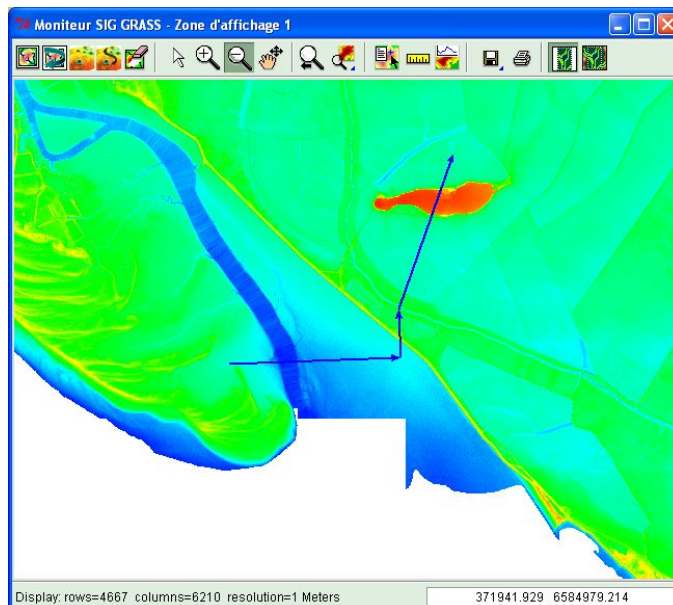 Moniteur SIG GRASS - Zone d'affichage 1
Display: rows=4667 columns=6210 resolution=1 Meters
371941.929 6584979.214